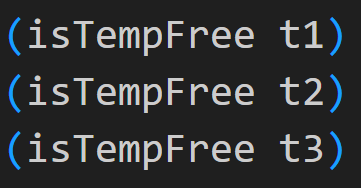 (isTempFree t1)
(isTempFree t2)
(isTempFree t3)